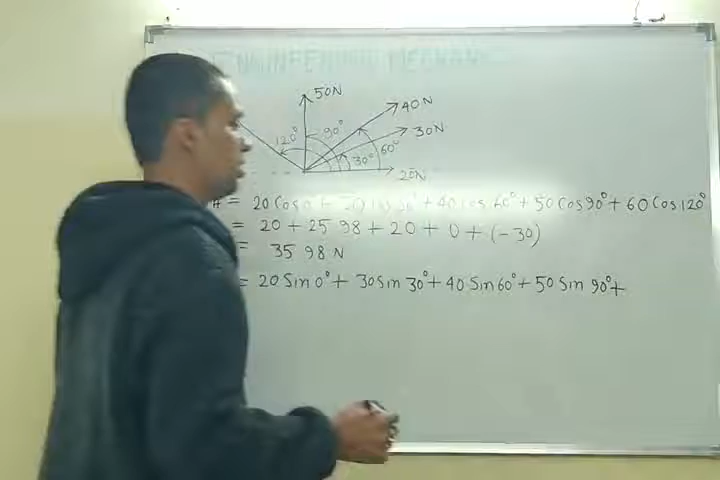 ENGINEERING MECHANICS
50N
40N
30N
120° 90° 60°
30°
20N
H = 20 Cos 0° + 30 Cos 30° + 40 Cos 60° + 50 Cos 90° + 60 Cos 120°
= 20 + 25.98 + 20 + 0 + (-30)
= 35.98 N
= 20 Sin 0° + 30 Sin 30° + 40 Sin 60° + 50 Sin 90° +